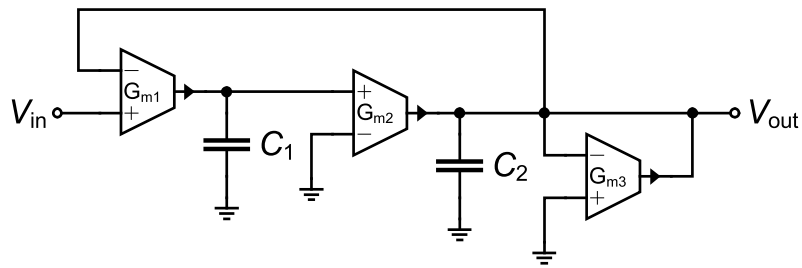 V_in
− G_m1 +
C_1
+ G_m2 −
C_2
V_out
− G_m3 +